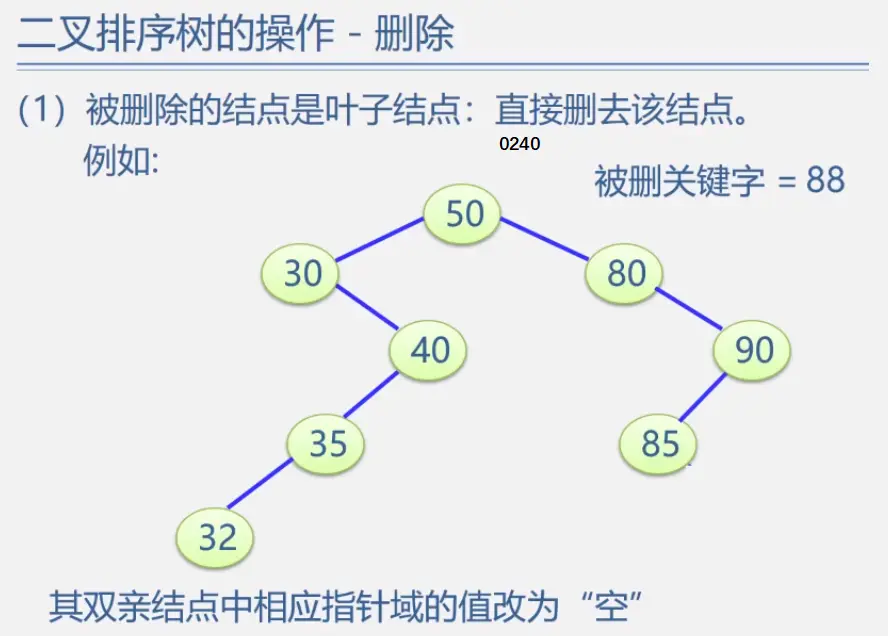 二叉排序树的操作 - 删除
（1）被删除的结点是叶子结点：直接删去该结点。
0240
例如:
被删关键字 = 88
50
30
80
40
90
35
85
32
其双亲结点中相应指针域的值改为“空”